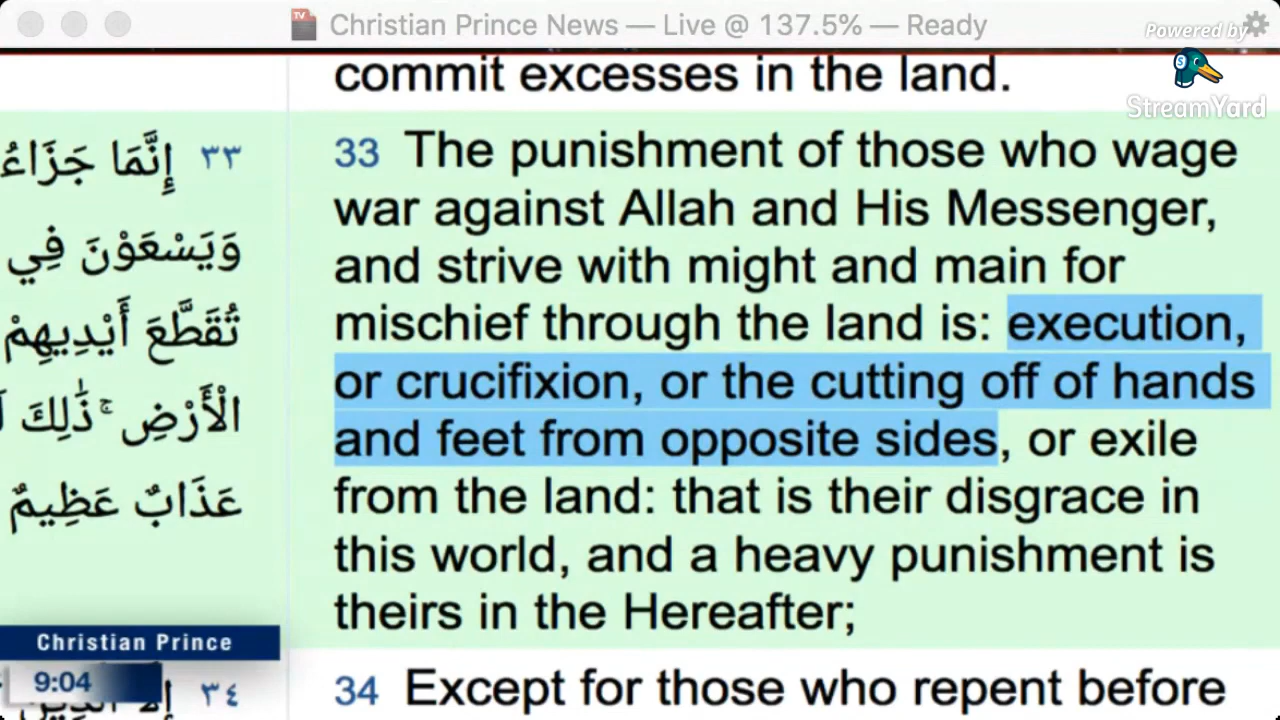 Christian Prince News — Live @ 137.5% — Ready
Powered by
StreamYard
commit excesses in the land.
33 The punishment of those who wage
war against Allah and His Messenger,
and strive with might and main for
mischief through the land is: execution,
or crucifixion, or the cutting off of hands
and feet from opposite sides, or exile
from the land: that is their disgrace in
this world, and a heavy punishment is
theirs in the Hereafter;
34 Except for those who repent before
٣٣ إِنَّمَا جَزَاءُ
وَيَسْعَوْنَ فِي
تُقَطَّعَ أَيْدِيهِمْ
الْأَرْضِ ۚ ذَٰلِكَ
عَذَابٌ عَظِيمٌ
Christian Prince
9:04
٣٤